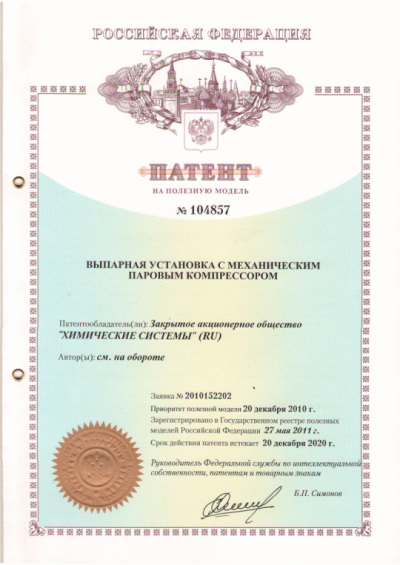 РОССИЙСКАЯ ФЕДЕРАЦИЯ
ПАТЕНТ
НА ПОЛЕЗНУЮ МОДЕЛЬ
№ 104857
ВЫПАРНАЯ УСТАНОВКА С МЕХАНИЧЕСКИМ
ПАРОВЫМ КОМПРЕССОРОМ
Патентообладатель(ли): Закрытое акционерное общество
"ХИМИЧЕСКИЕ СИСТЕМЫ" (RU)
Автор(ы): см. на обороте
Заявка № 2010152202
Приоритет полезной модели 20 декабря 2010 г.
Зарегистрировано в Государственном реестре полезных
моделей Российской Федерации 27 мая 2011 г.
Срок действия патента истекает 20 декабря 2020 г.
Руководитель Федеральной службы по интеллектуальной
собственности, патентам и товарным знакам
Б.П. Симонов